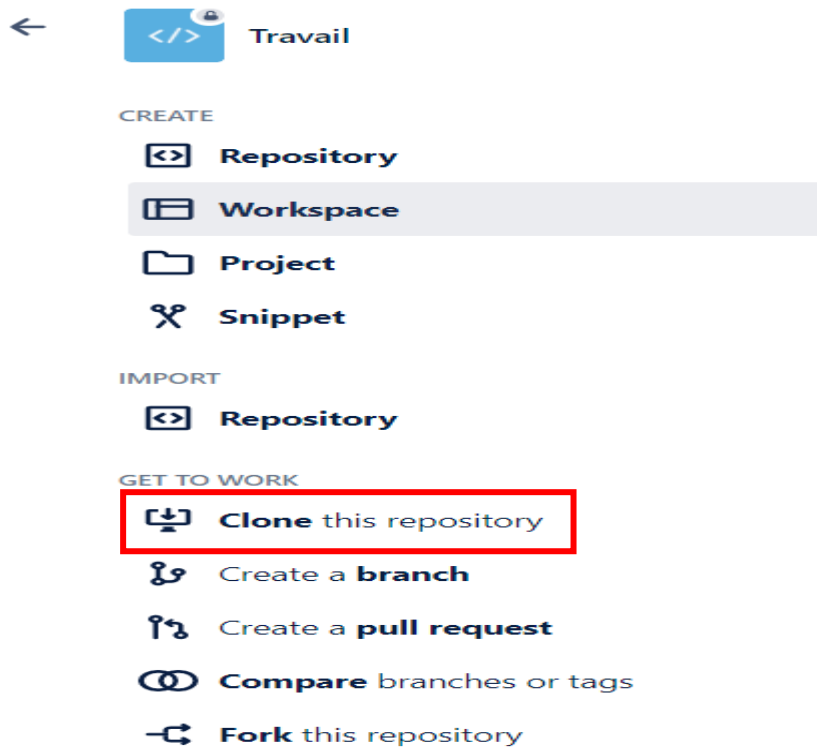 </> Travail
CREATE
Repository
Workspace
Project
Snippet
IMPORT
Repository
GET TO WORK
Clone this repository
Create a branch
Create a pull request
Compare branches or tags
Fork this repository